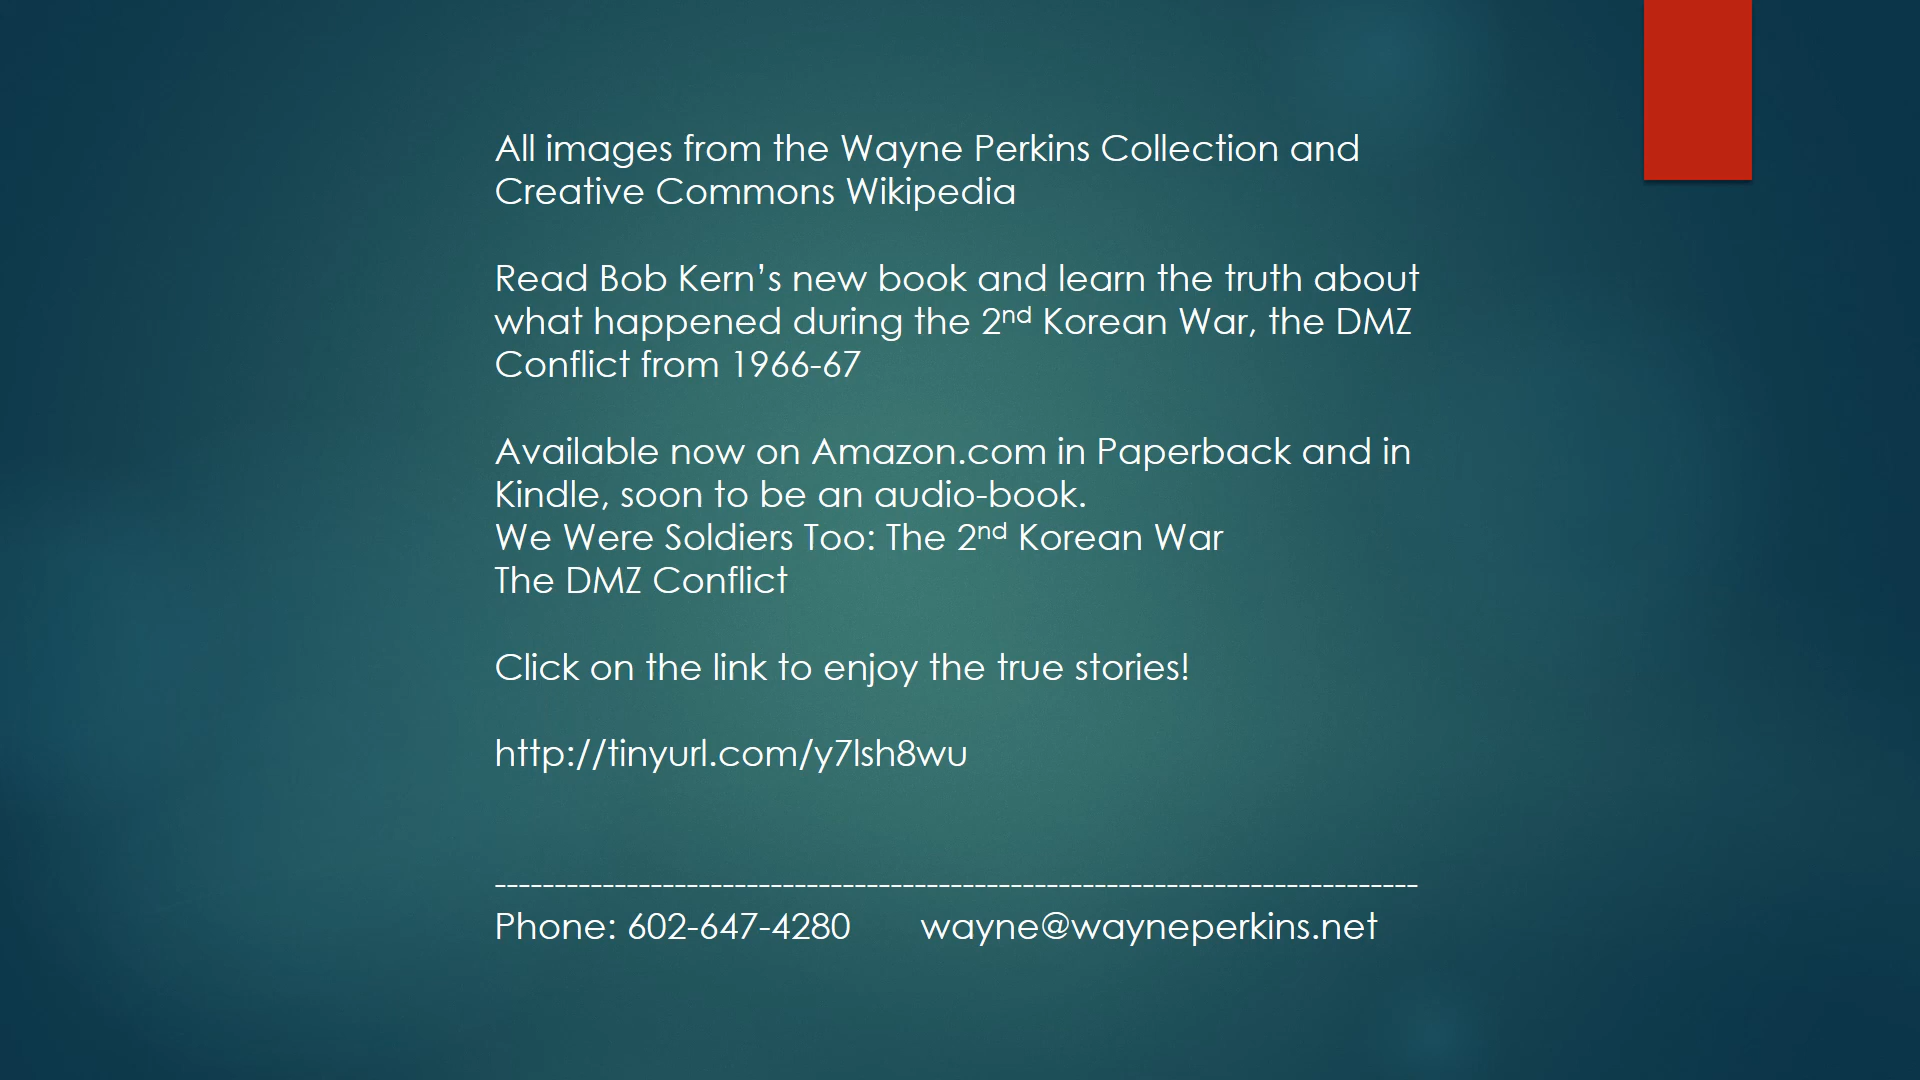 All images from the Wayne Perkins Collection and
Creative Commons Wikipedia
Read Bob Kern’s new book and learn the truth about
what happened during the 2nd Korean War, the DMZ
Conflict from 1966-67
Available now on Amazon.com in Paperback and in
Kindle, soon to be an audio-book.
We Were Soldiers Too: The 2nd Korean War
The DMZ Conflict
Click on the link to enjoy the true stories!
http://tinyurl.com/y7lsh8wu
-----------------------------------------------------------------------------
Phone: 602-647-4280 wayne@wayneperkins.net